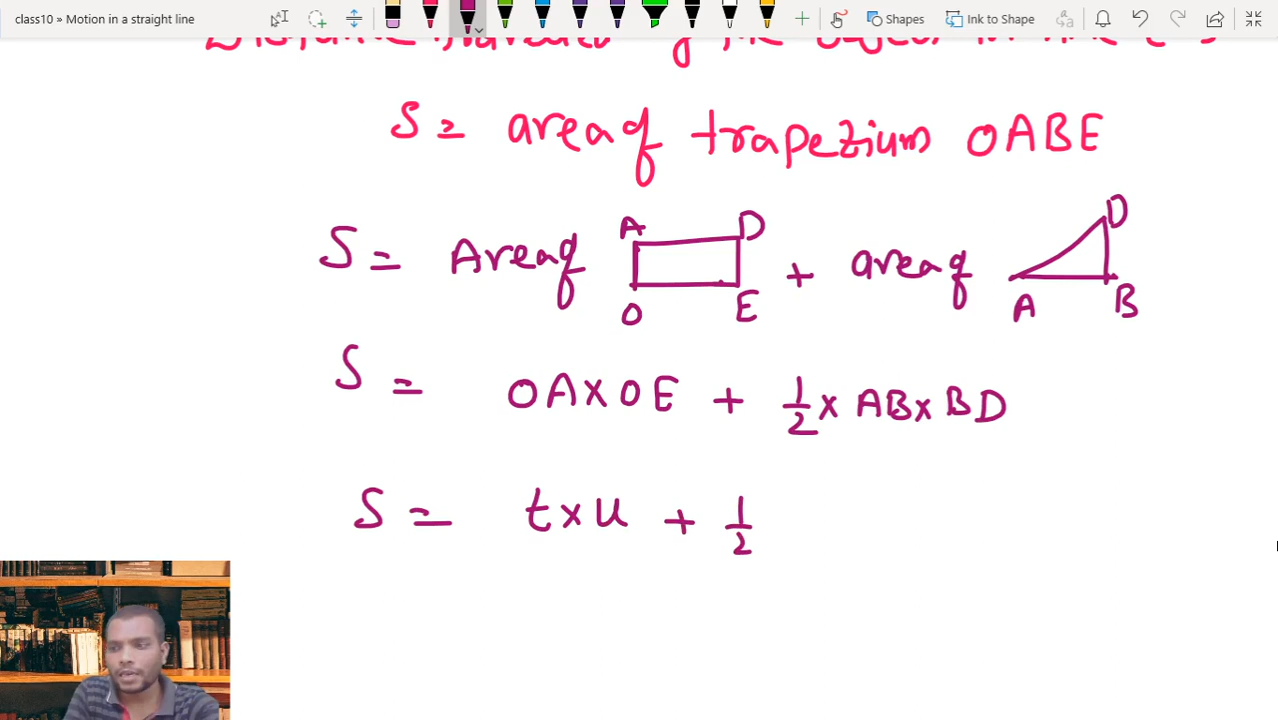 class10 » Motion in a straight line
Shapes
Ink to Shape
S = area of trapezium OABE
S = Area of A D O E + area of D A B
S = OA×OE + 1/2 × AB×BD
S = t×u + 1/2